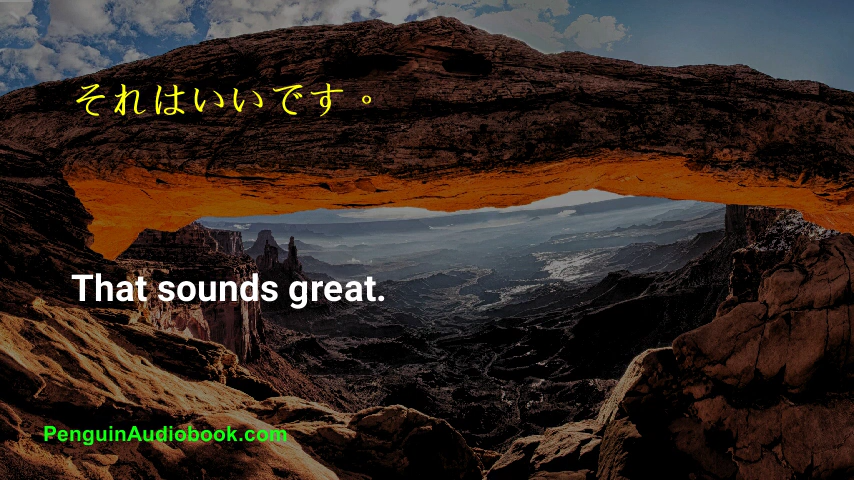 それはいいです。
That sounds great.
PenguinAudiobook.com